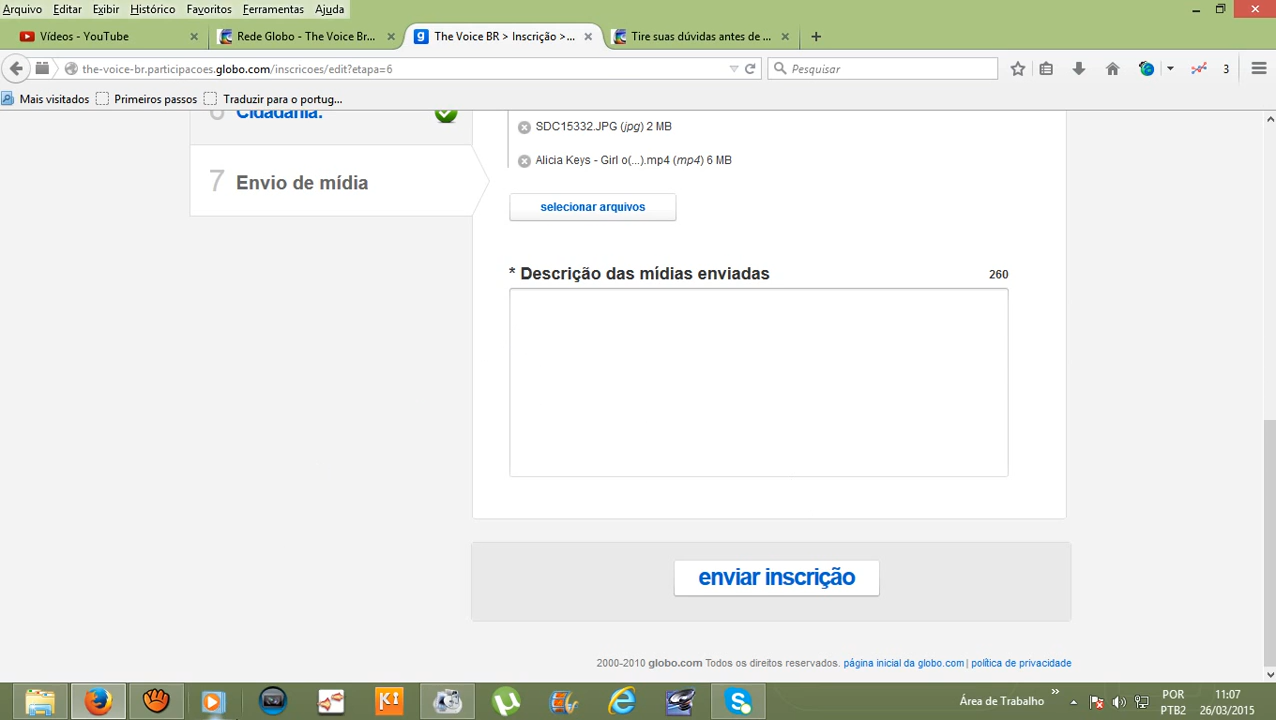 Arquivo Editar Exibir Histórico Favoritos Ferramentas Ajuda
Vídeos - YouTube Rede Globo - The Voice Br... The Voice BR > Inscrição >... Tire suas dúvidas antes de ...
the-voice-br.participacoes.globo.com/inscricoes/edit?etapa=6 Pesquisar 3
Mais visitados Primeiros passos Traduzir para o portug...
6 Cidadania.
SDC15332.JPG (jpg) 2 MB
Alicia Keys - Girl o(...).mp4 (mp4) 6 MB
7 Envio de mídia
selecionar arquivos
* Descrição das mídias enviadas 260
enviar inscrição
2000-2010 globo.com Todos os direitos reservados. página inicial da globo.com | política de privacidade
Área de Trabalho POR 11:07
PTB2 26/03/2015